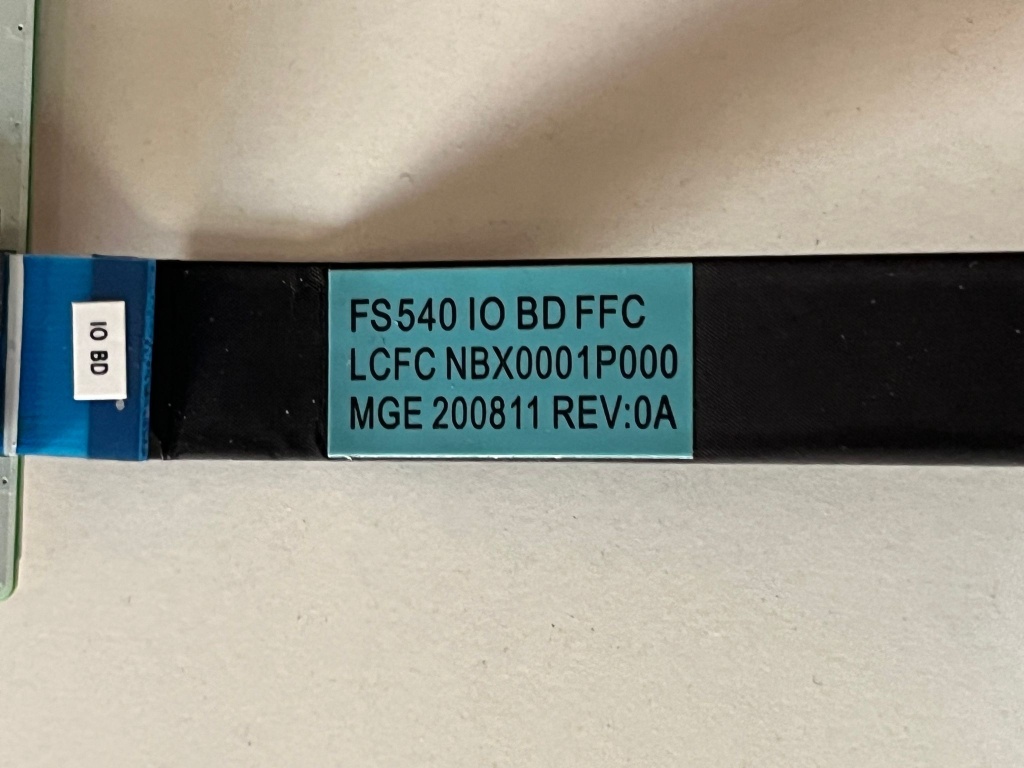 IO BD
FS540 IO BD FFC
LCFC NBX0001P000
MGE 200811 REV:0A